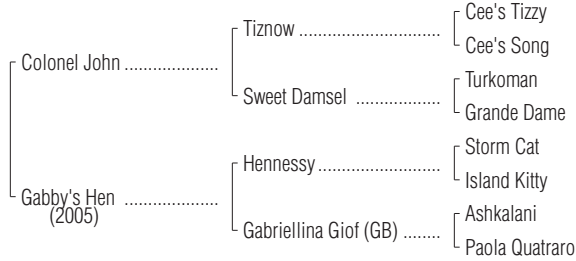 Cee's Tizzy
Tiznow
Cee's Song
Colonel John
Turkoman
Sweet Damsel
Grande Dame
Storm Cat
Hennessy
Island Kitty
Gabby's Hen
(2005)
Ashkalani
Gabriellina Giof (GB)
Paola Quatraro